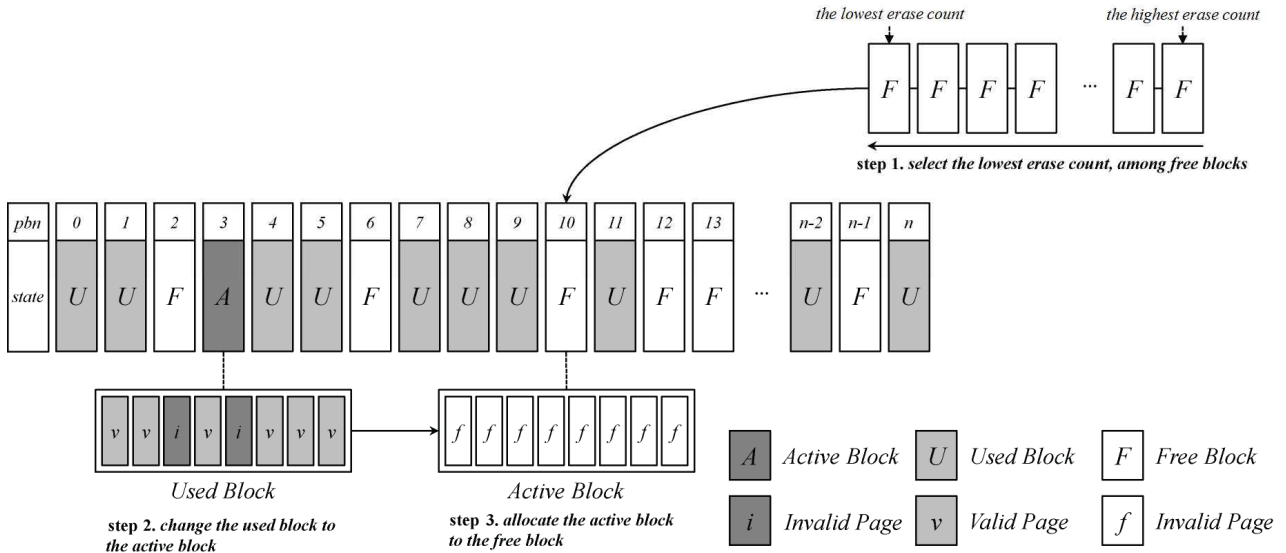 the lowest erase count the highest erase count
F F F F ... F F
step 1. select the lowest erase count, among free blocks
pbn 0 1 2 3 4 5 6 7 8 9 10 11 12 13 n-2 n-1 n
state U U F A U U F U U U F U F F ... U F U
v v i v i v v v
f f f f f f f f
Used Block
Active Block
step 2. change the used block to
the active block
step 3. allocate the active block
to the free block
A Active Block U Used Block F Free Block
i Invalid Page v Valid Page f Invalid Page